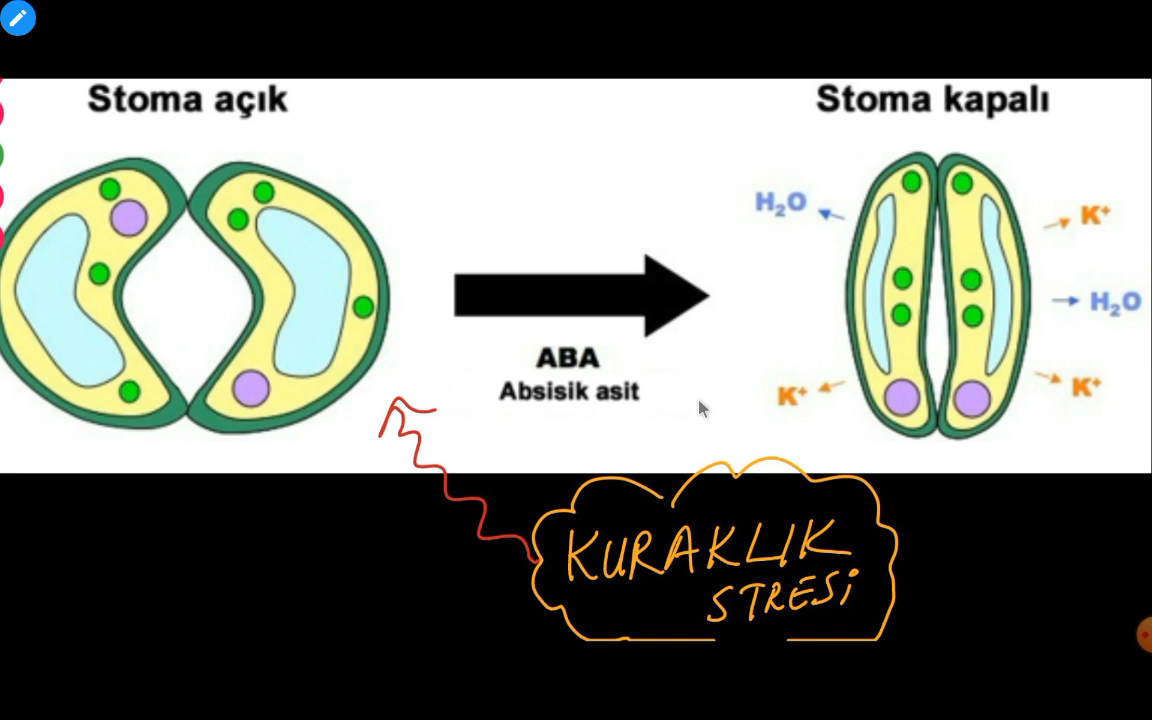 Stoma açık
Stoma kapalı
H₂O
K⁺
H₂O
K⁺
K⁺
ABA
Absisik asit
KURAKLIK
STRESi